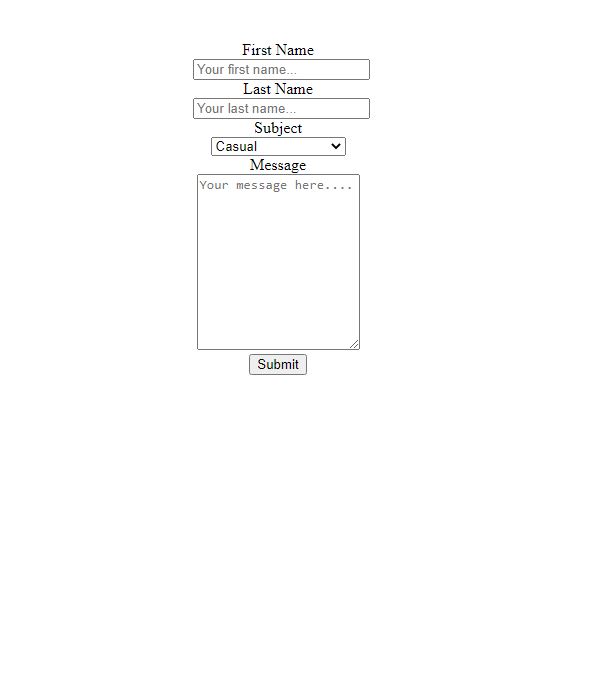 First Name
Your first name...
Last Name
Your last name...
Subject
Casual
Message
Your message here....
Submit